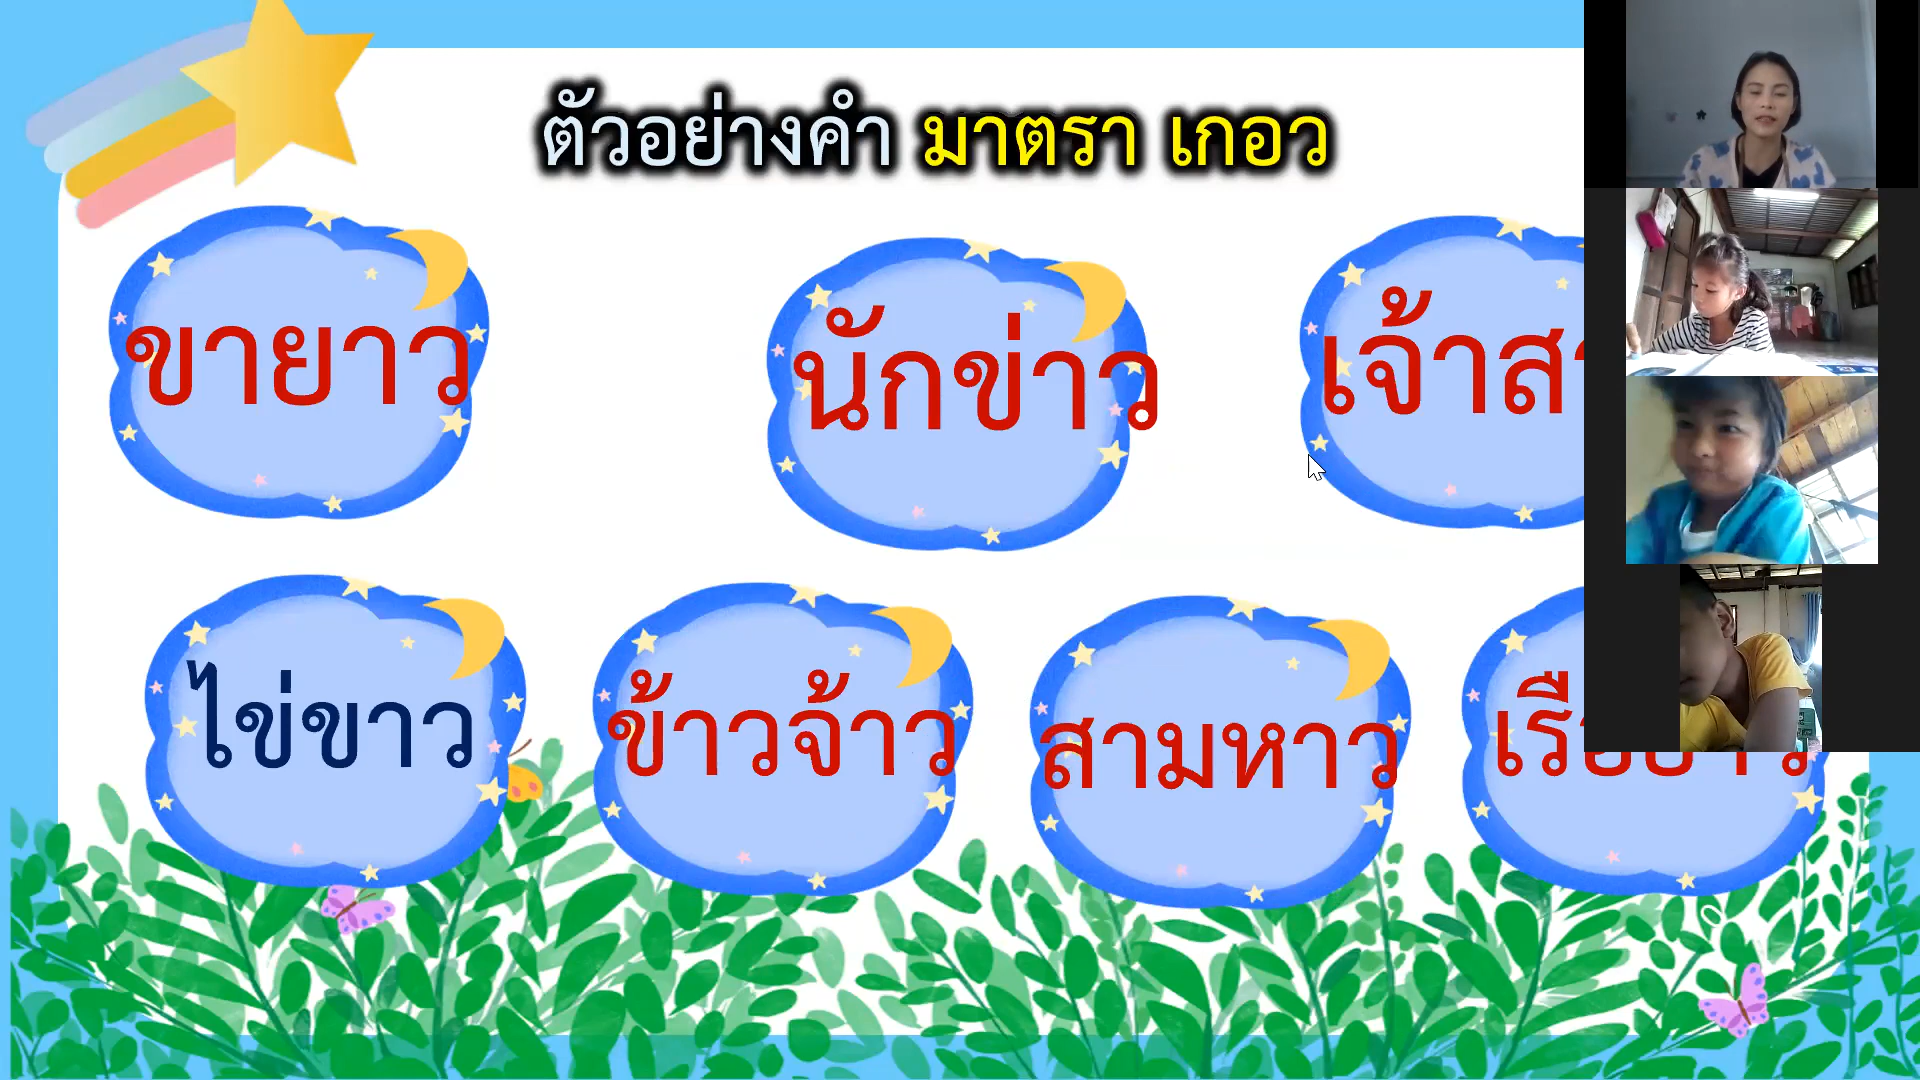 ตัวอย่างคำ มาตรา เกอว
ขายาว
นักข่าว
ไข่ขาว
ข้าวจ้าว
สามหาว